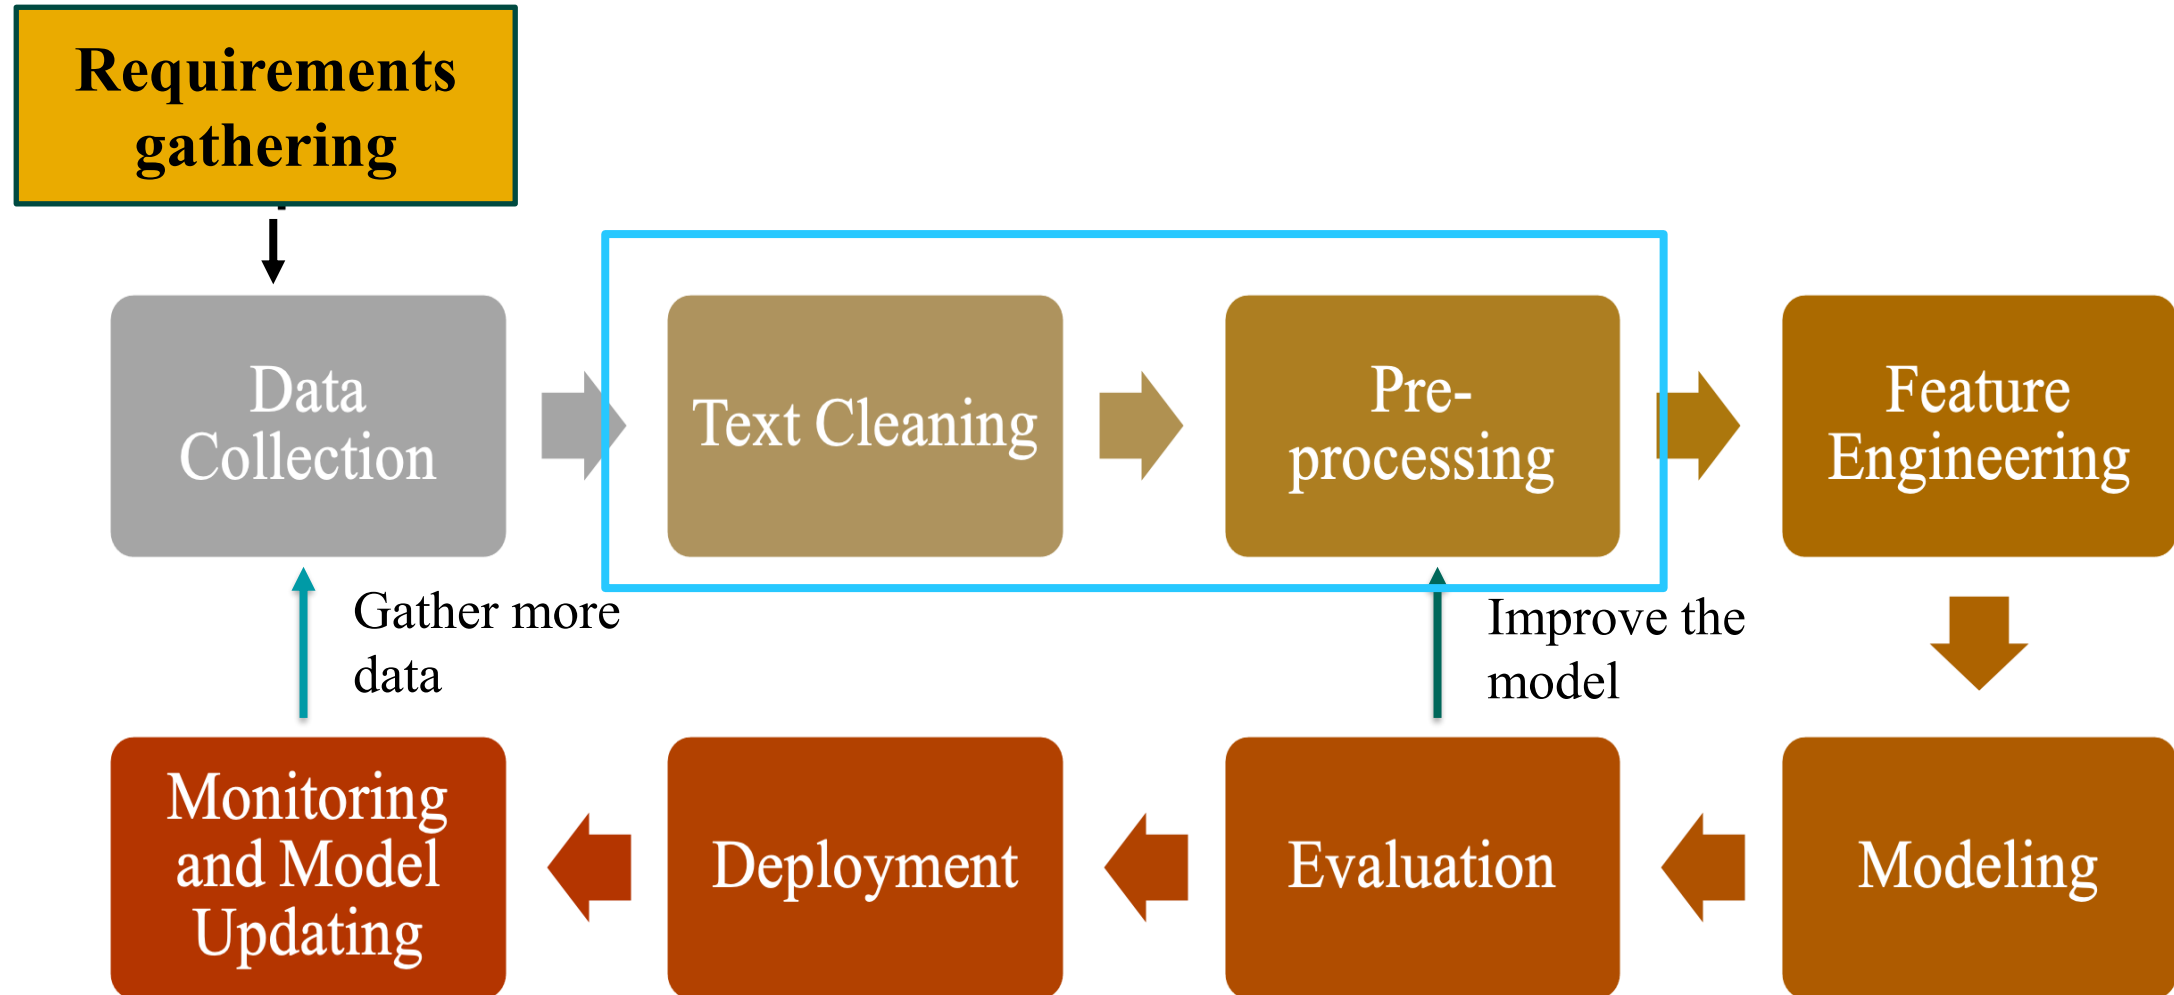 Requirements
gathering
Data
Collection
Text Cleaning
Pre-
processing
Feature
Engineering
Gather more
data
Improve the
model
Monitoring
and Model
Updating
Deployment
Evaluation
Modeling